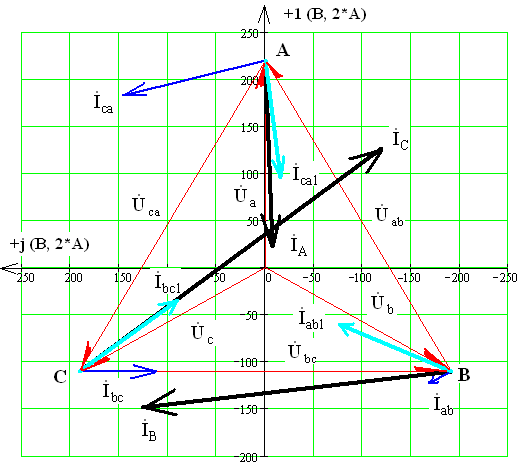 +1 (B, 2*A)
250
A
200
İca
150
İC
100
İca1
U̇ca
U̇a
U̇ab
50
İA
+j (B, 2*A)
250 200 150 100 50 0 -50 -100 -150 -200 -250
İbc1
U̇b
-50
İab1
U̇c
U̇bc
-100
C
B
İbc
İab
-150
İB
-200